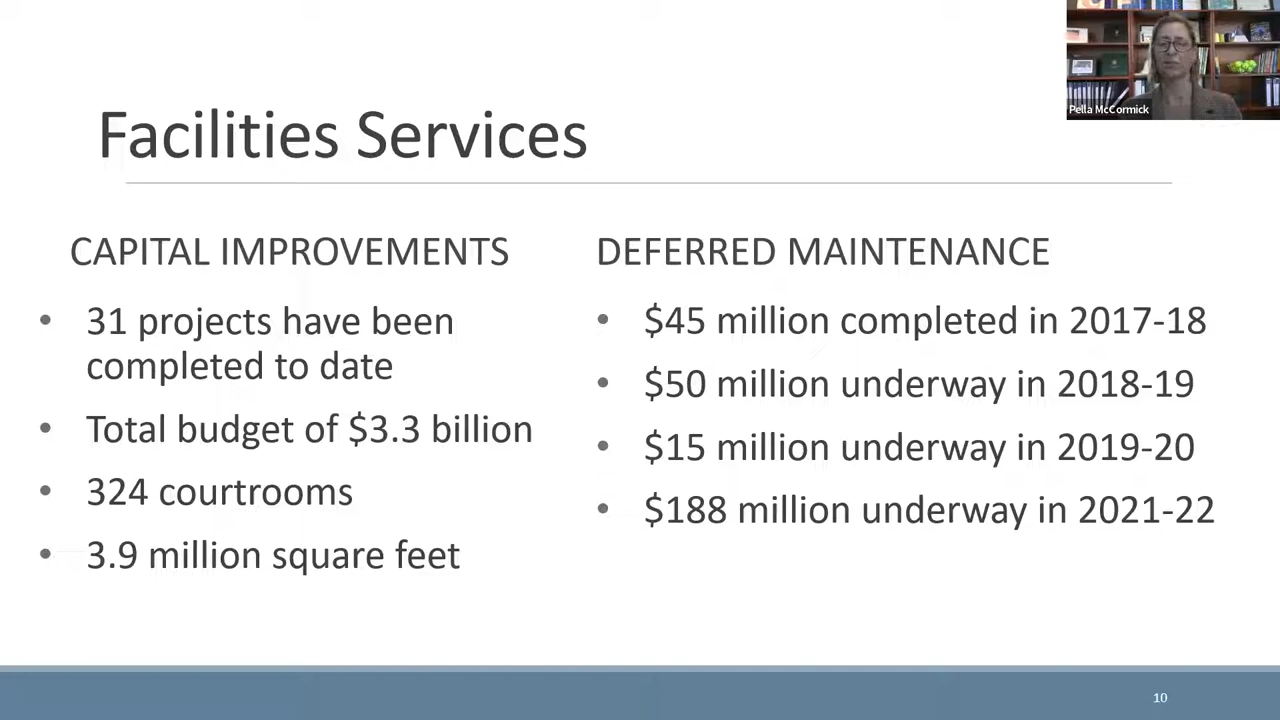 Pella McCormick
Facilities Services
CAPITAL IMPROVEMENTS
• 31 projects have been
completed to date
• Total budget of $3.3 billion
• 324 courtrooms
• 3.9 million square feet
DEFERRED MAINTENANCE
• $45 million completed in 2017-18
• $50 million underway in 2018-19
• $15 million underway in 2019-20
• $188 million underway in 2021-22
10